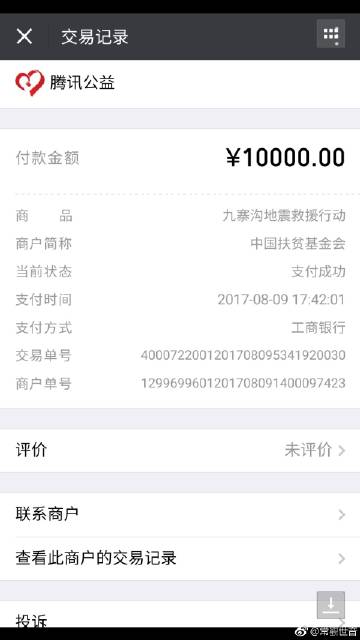 交易记录
腾讯公益
付款金额 ¥10000.00
商 品 九寨沟地震救援行动
商户简称 中国扶贫基金会
当前状态 支付成功
支付时间 2017-08-09 17:42:01
支付方式 工商银行
交易单号 4000722001201708095341920030
商户单号 1299699601201708091400097423
评价 未评价
联系商户
查看此商户的交易记录
投诉